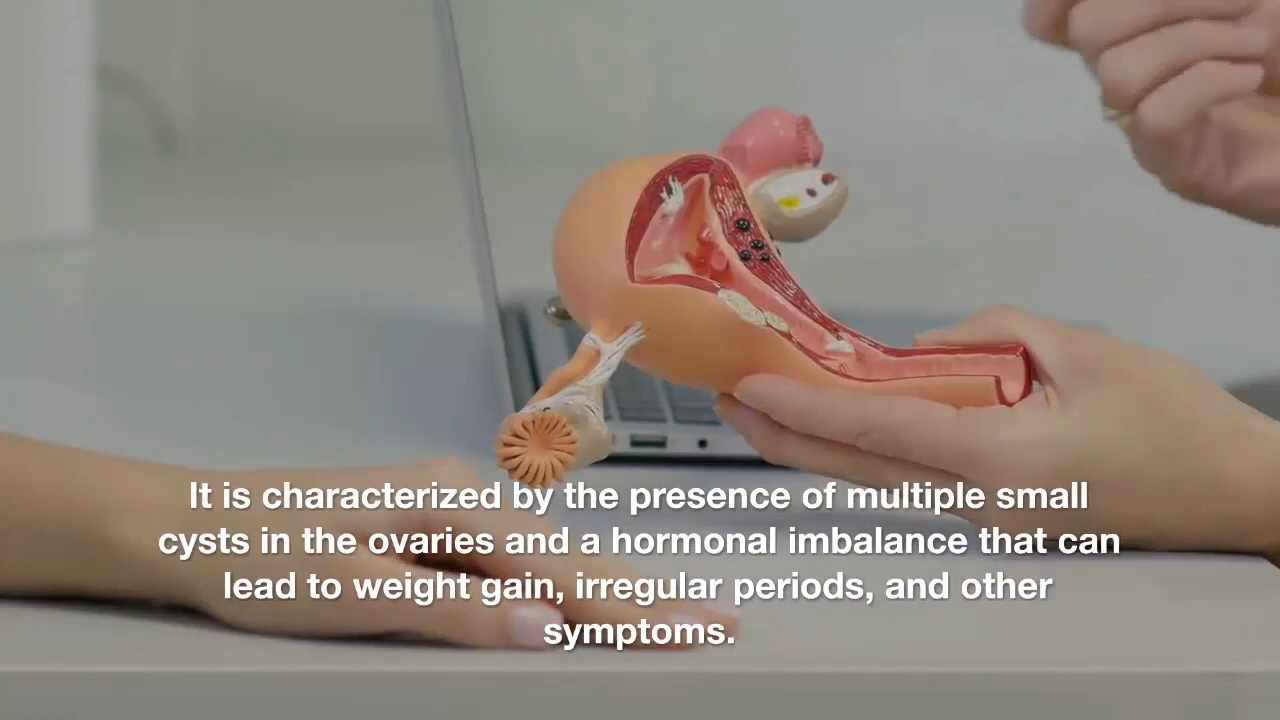 It is characterized by the presence of multiple small
cysts in the ovaries and a hormonal imbalance that can
lead to weight gain, irregular periods, and other
symptoms.